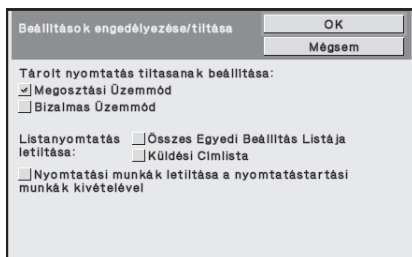 Beállítások engedélyezése/tiltása
OK
Mégsem
Tárolt nyomtatás tiltasanak beállítása:
Megosztási Üzemmód
Bizalmas Üzemmód
Listanyomtatás letiltása:
Összes Egyedi Beállítás Listája
Küldési Címlista
Nyomtatási munkák letiltása a nyomtatástartási
munkák kivételével